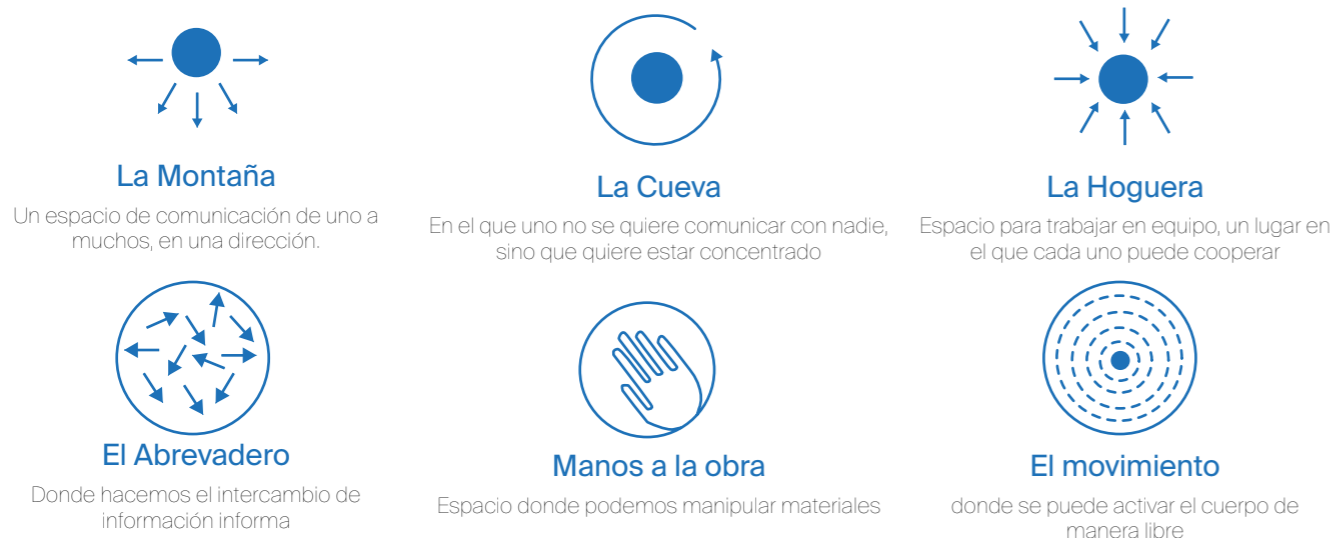 La Montaña
Un espacio de comunicación de uno a
muchos, en una dirección.
La Cueva
En el que uno no se quiere comunicar con nadie,
sino que quiere estar concentrado
La Hoguera
Espacio para trabajar en equipo, un lugar en
el que cada uno puede cooperar
El Abrevadero
Donde hacemos el intercambio de
información informa
Manos a la obra
Espacio donde podemos manipular materiales
El movimiento
donde se puede activar el cuerpo de
manera libre